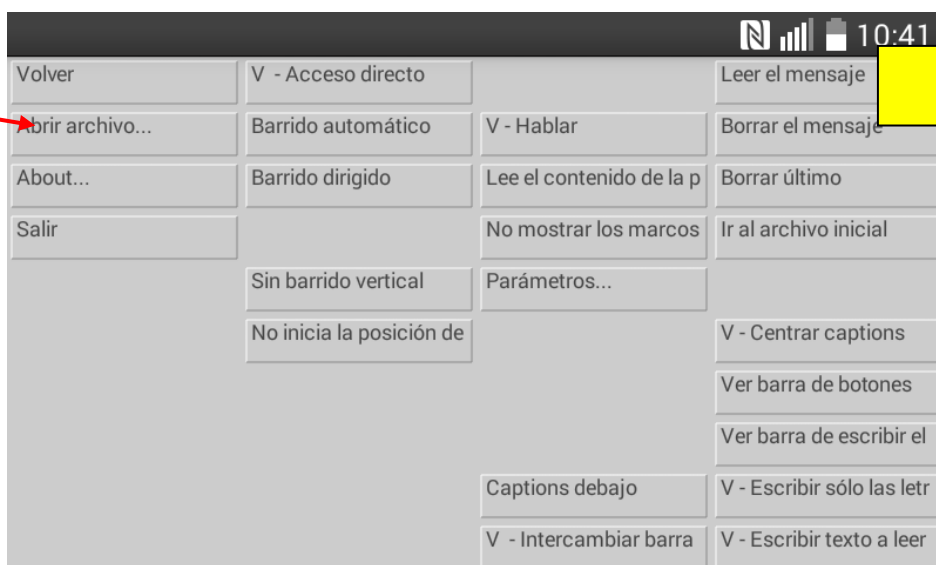 10:41
Volver
V - Acceso directo
Leer el mensaje
Abrir archivo...
Barrido automático
V - Hablar
Borrar el mensaje
About...
Barrido dirigido
Lee el contenido de la p
Borrar último
Salir
No mostrar los marcos
Ir al archivo inicial
Sin barrido vertical
Parámetros...
No inicia la posición de
V - Centrar captions
Ver barra de botones
Ver barra de escribir el
Captions debajo
V - Escribir sólo las letr
V - Intercambiar barra
V - Escribir texto a leer